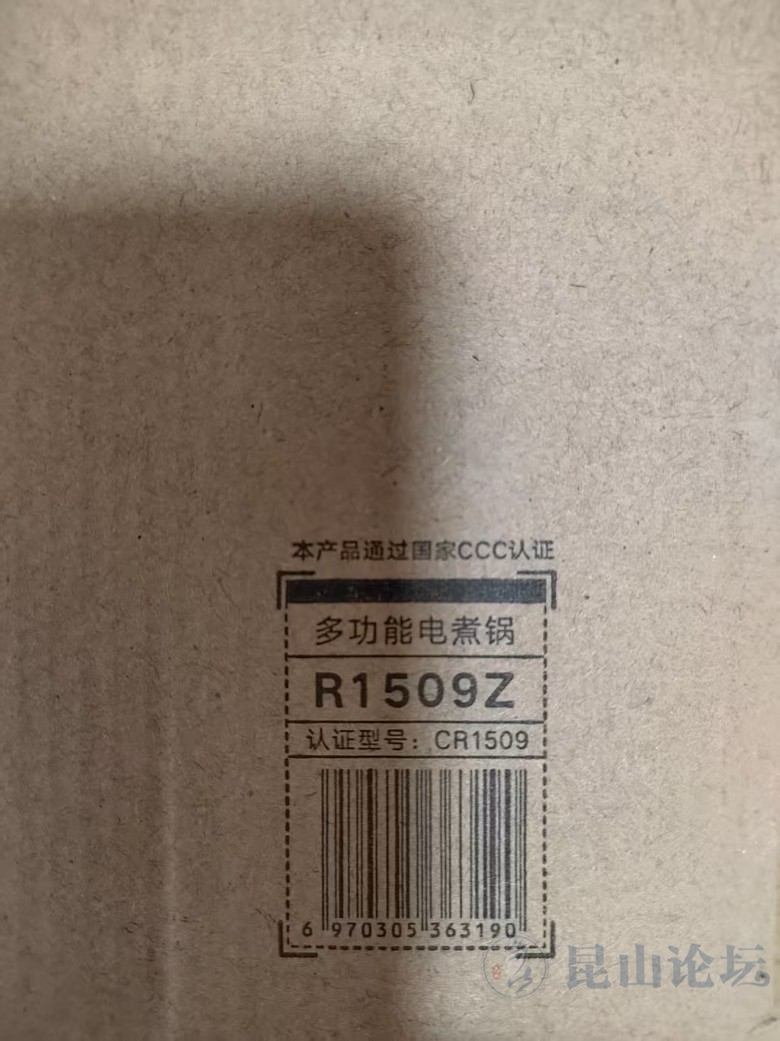 本产品通过国家CCC认证
多功能电煮锅
R1509Z
认证型号：CR1509
6 970305 363190
昆山论坛